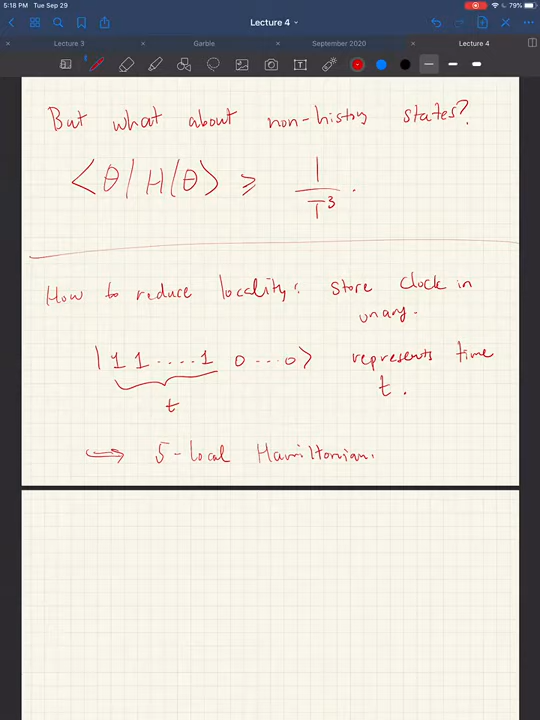 5:18 PM Tue Sep 29
79%
Lecture 4
Lecture 3
Garbie
September 2020
Lecture 4
But what about non-history states?
<θ|H|θ> ≥ 1/T³.
How to reduce locality: store clock in
unary.
|1 1 .... 1 0 ... 0> represents time
t t.
↪ 5-local Hamiltonian.